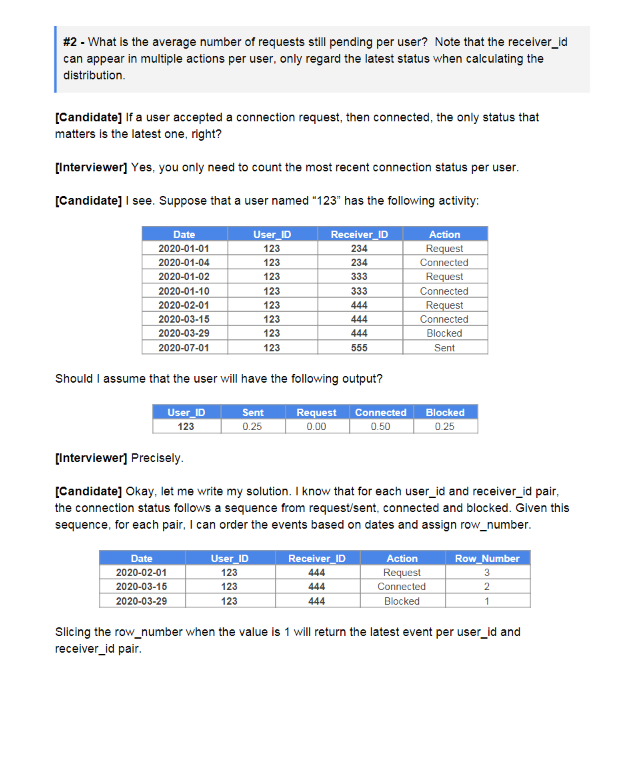 #2 - What is the average number of requests still pending per user?  Note that the receiver_id
can appear in multiple actions per user, only regard the latest status when calculating the
distribution.
[Candidate] If a user accepted a connection request, then connected, the only status that
matters is the latest one, right?
[Interviewer] Yes, you only need to count the most recent connection status per user.
[Candidate] I see. Suppose that a user named "123" has the following activity:
Date User_ID Receiver_ID Action
2020-01-01 123 234 Request
2020-01-04 123 234 Connected
2020-01-02 123 333 Request
2020-01-10 123 333 Connected
2020-02-01 123 444 Request
2020-03-15 123 444 Connected
2020-03-29 123 444 Blocked
2020-07-01 123 555 Sent
Should I assume that the user will have the following output?
User_ID Sent Request Connected Blocked
123 0.25 0.00 0.50 0.25
[Interviewer] Precisely.
[Candidate] Okay, let me write my solution. I know that for each user_id and receiver_id pair,
the connection status follows a sequence from request/sent, connected and blocked. Given this
sequence, for each pair, I can order the events based on dates and assign row_number.
Date User_ID Receiver_ID Action Row_Number
2020-02-01 123 444 Request 3
2020-03-15 123 444 Connected 2
2020-03-29 123 444 Blocked 1
Slicing the row_number when the value is 1 will return the latest event per user_id and
receiver_id pair.